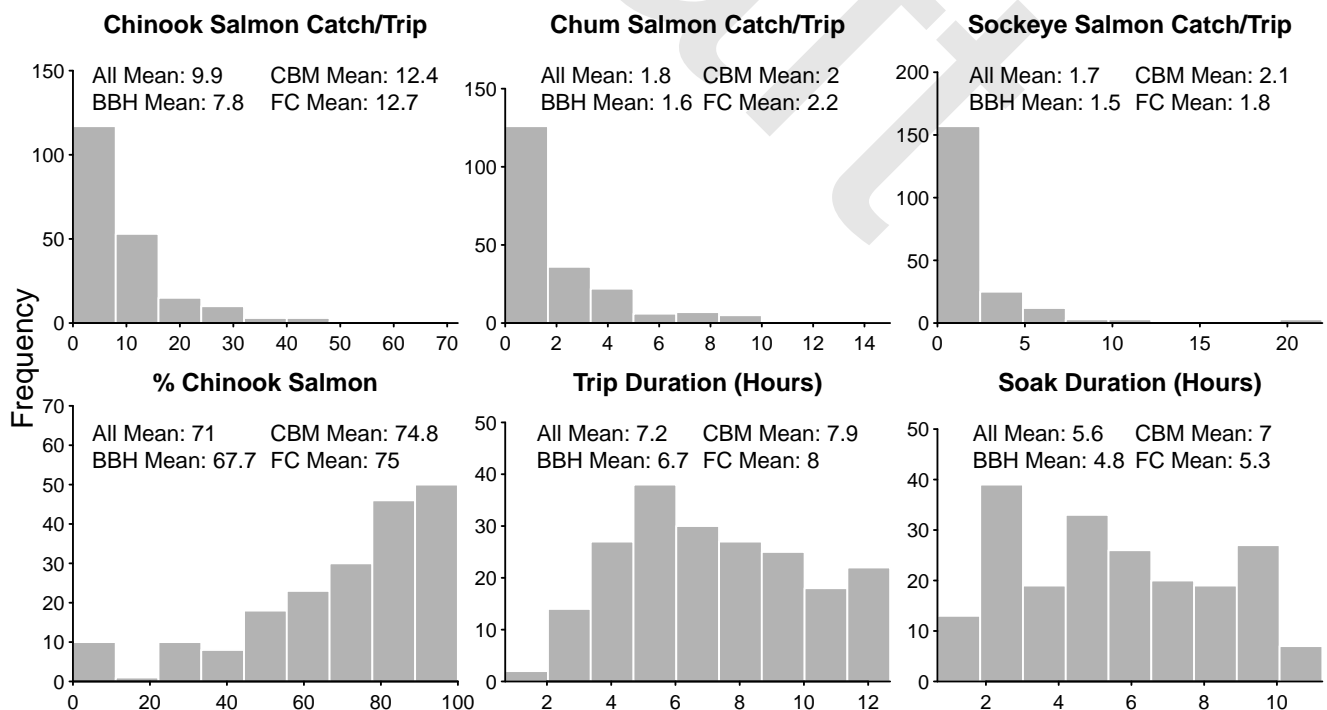 Chinook Salmon Catch/Trip
All Mean: 9.9 CBM Mean: 12.4
BBH Mean: 7.8 FC Mean: 12.7
150
100
50
0
0 10 20 30 40 50 60 70
Chum Salmon Catch/Trip
All Mean: 1.8 CBM Mean: 2
BBH Mean: 1.6 FC Mean: 2.2
150
100
50
0
0 2 4 6 8 10 12 14
Sockeye Salmon Catch/Trip
All Mean: 1.7 CBM Mean: 2.1
BBH Mean: 1.5 FC Mean: 1.8
200
150
100
50
0
0 5 10 15 20
Frequency
% Chinook Salmon
All Mean: 71 CBM Mean: 74.8
BBH Mean: 67.7 FC Mean: 75
70
60
50
40
30
20
10
0
0 20 40 60 80 100
Trip Duration (Hours)
All Mean: 7.2 CBM Mean: 7.9
BBH Mean: 6.7 FC Mean: 8
50
40
30
20
10
0
2 4 6 8 10 12
Soak Duration (Hours)
All Mean: 5.6 CBM Mean: 7
BBH Mean: 4.8 FC Mean: 5.3
50
40
30
20
10
0
2 4 6 8 10